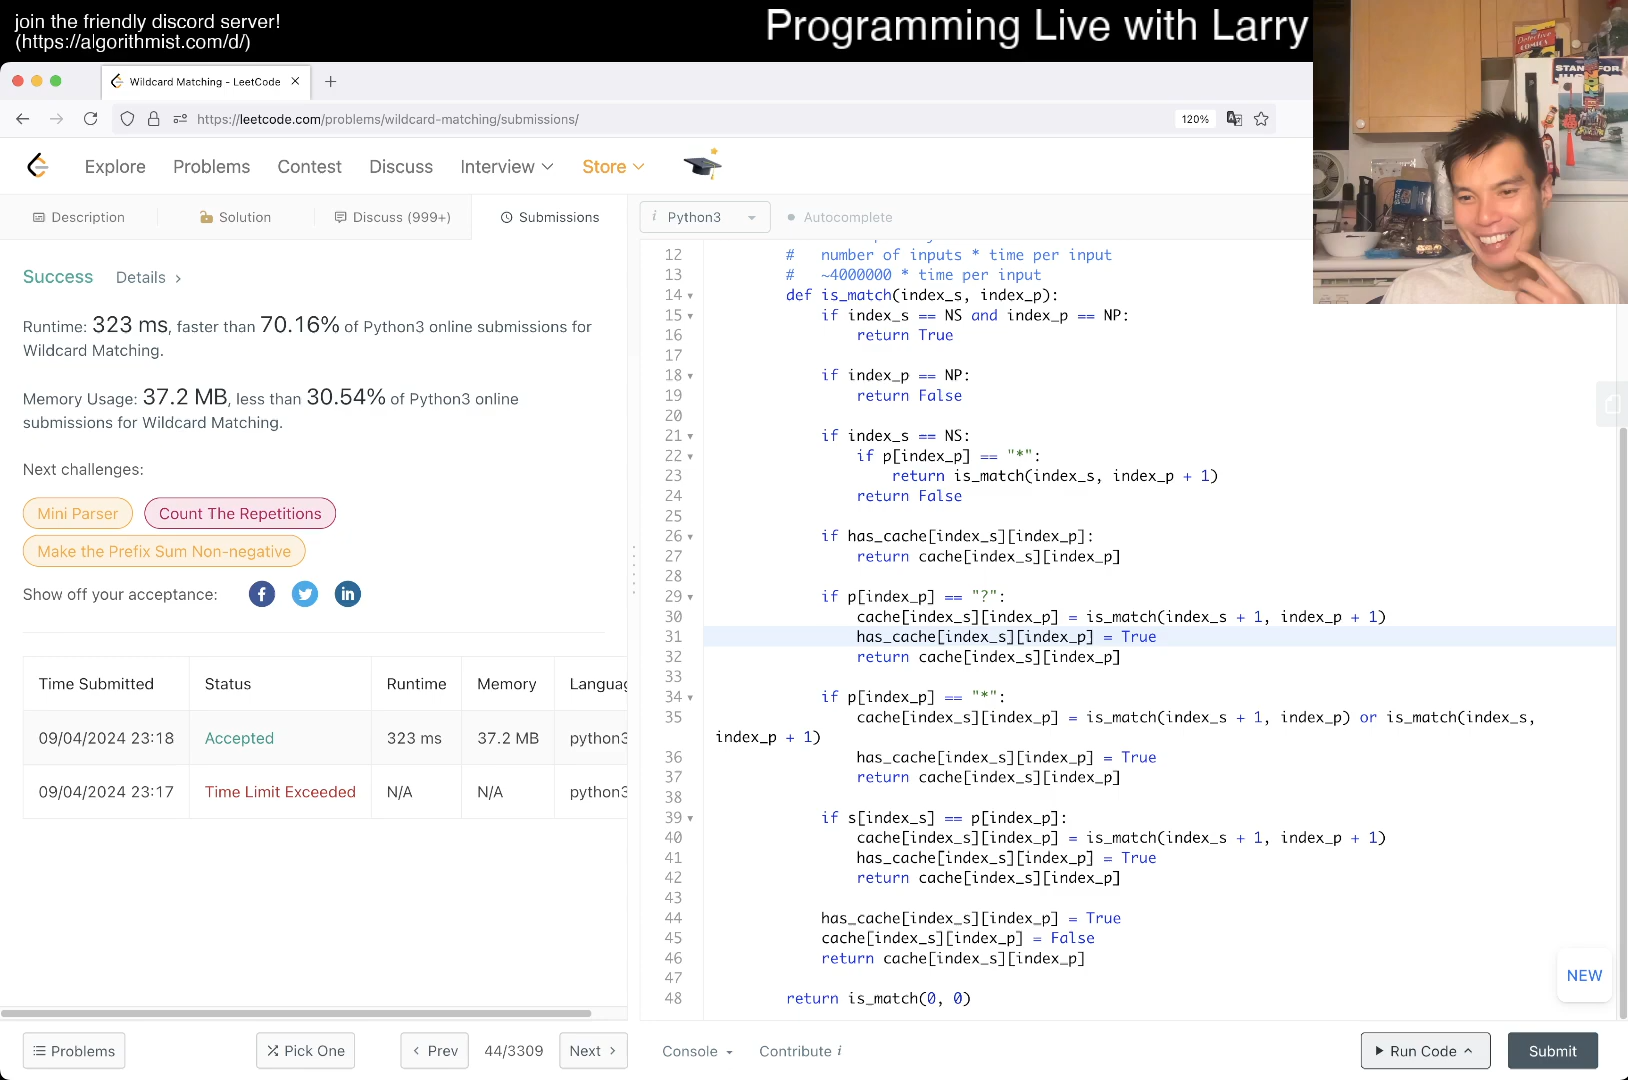 join the friendly discord server!
(https://algorithmist.com/d/)
Programming Live with Larry
DETECTIVE COMICS
STAND FOR
Wildcard Matching - LeetCode
https://leetcode.com/problems/wildcard-matching/submissions/
120%
Explore Problems Contest Discuss Interview Store
Description Solution Discuss (999+) Submissions
i Python3 Autocomplete
Success Details >
Runtime: 323 ms, faster than 70.16% of Python3 online submissions for
Wildcard Matching.
Memory Usage: 37.2 MB, less than 30.54% of Python3 online
submissions for Wildcard Matching.
Next challenges:
Mini Parser Count The Repetitions
Make the Prefix Sum Non-negative
Show off your acceptance:
Time Submitted Status Runtime Memory Languag
09/04/2024 23:18 Accepted 323 ms 37.2 MB python3
09/04/2024 23:17 Time Limit Exceeded N/A N/A python3
12 # number of inputs * time per input
13 # ~4000000 * time per input
14 def is_match(index_s, index_p):
15 if index_s == NS and index_p == NP:
16 return True
17
18 if index_p == NP:
19 return False
20
21 if index_s == NS:
22 if p[index_p] == "*":
23 return is_match(index_s, index_p + 1)
24 return False
25
26 if has_cache[index_s][index_p]:
27 return cache[index_s][index_p]
28
29 if p[index_p] == "?":
30 cache[index_s][index_p] = is_match(index_s + 1, index_p + 1)
31 has_cache[index_s][index_p] = True
32 return cache[index_s][index_p]
33
34 if p[index_p] == "*":
35 cache[index_s][index_p] = is_match(index_s + 1, index_p) or is_match(index_s,
index_p + 1)
36 has_cache[index_s][index_p] = True
37 return cache[index_s][index_p]
38
39 if s[index_s] == p[index_p]:
40 cache[index_s][index_p] = is_match(index_s + 1, index_p + 1)
41 has_cache[index_s][index_p] = True
42 return cache[index_s][index_p]
43
44 has_cache[index_s][index_p] = True
45 cache[index_s][index_p] = False
46 return cache[index_s][index_p]
47
48 return is_match(0, 0)
NEW
Problems Pick One < Prev 44/3309 Next > Console Contribute i Run Code Submit